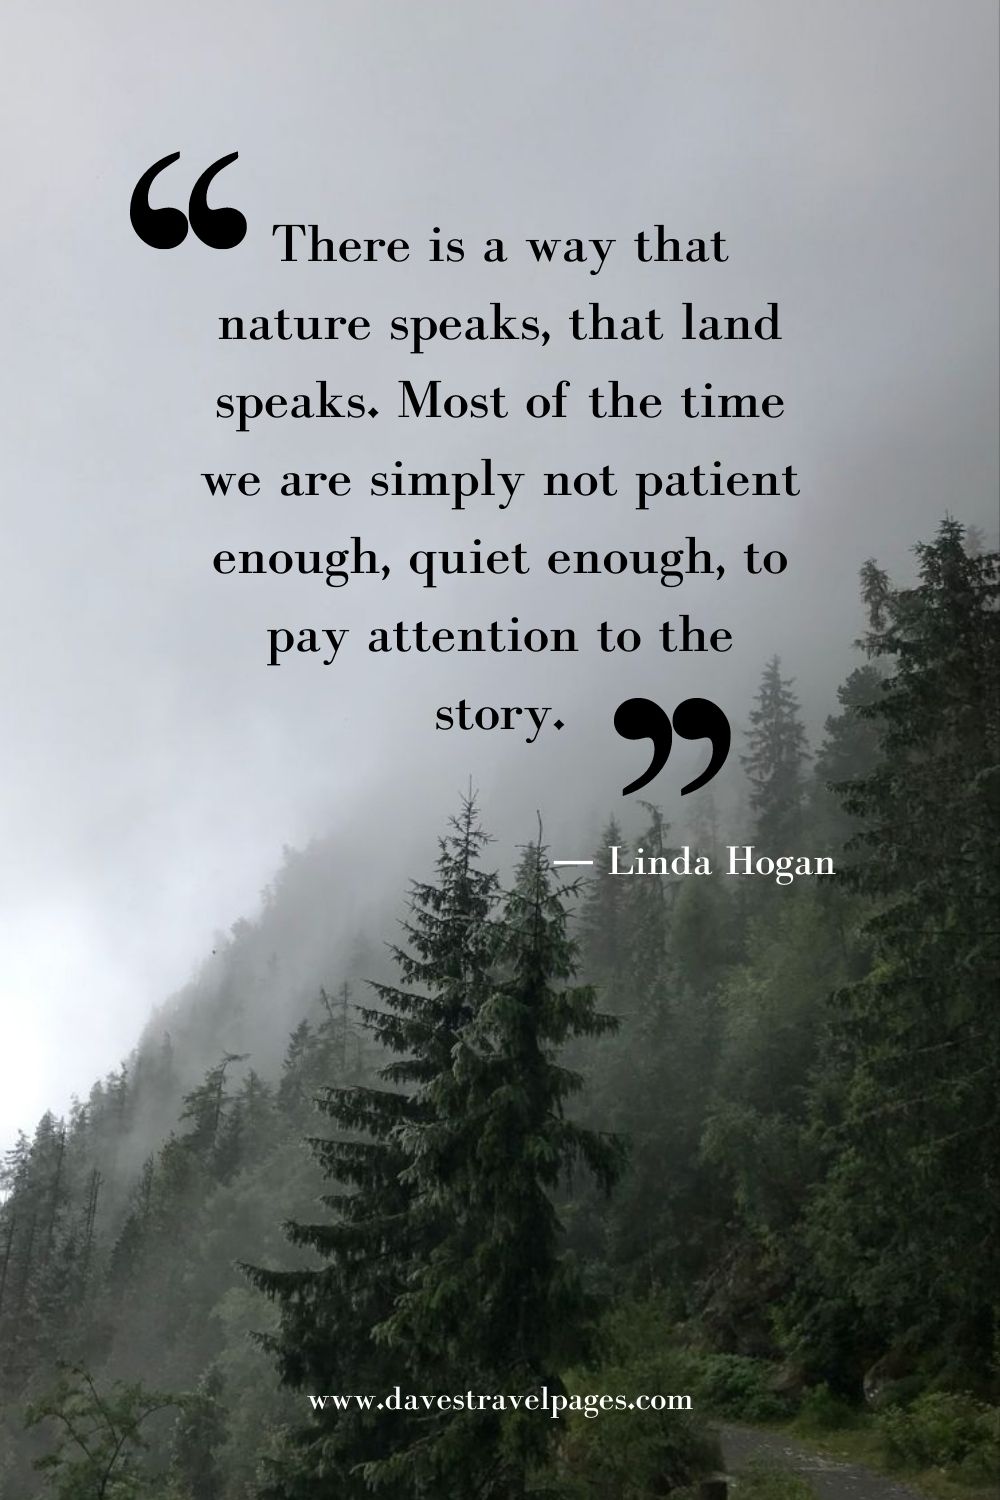 “ There is a way that
nature speaks, that land
speaks. Most of the time
we are simply not patient
enough, quiet enough, to
pay attention to the
story. ”
— Linda Hogan
www.davestravelpages.com